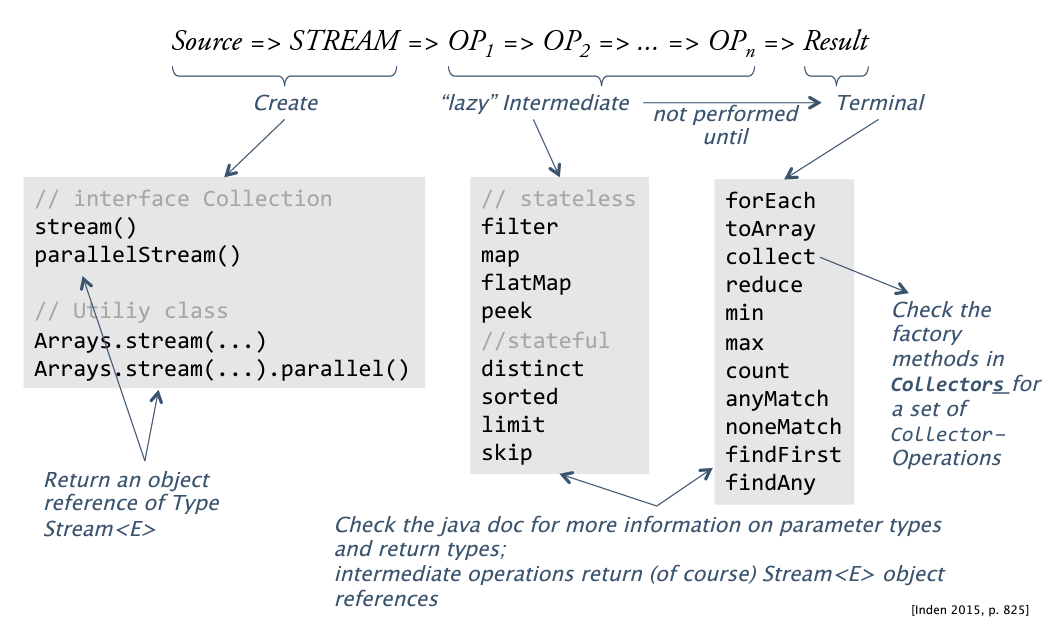 Source => STREAM => OP1 => OP2 => ... => OPn => Result
Create
“lazy” Intermediate
not performed
until
Terminal
// interface Collection
stream()
parallelStream()
// Utiliy class
Arrays.stream(...)
Arrays.stream(...).parallel()
// stateless
filter
map
flatMap
peek
//stateful
distinct
sorted
limit
skip
forEach
toArray
collect
reduce
min
max
count
anyMatch
noneMatch
findFirst
findAny
Check the
factory
methods in
Collectors for
a set of
Collector-
Operations
Return an object
reference of Type
Stream<E>
Check the java doc for more information on parameter types
and return types;
intermediate operations return (of course) Stream<E> object
references
[Inden 2015, p. 825]